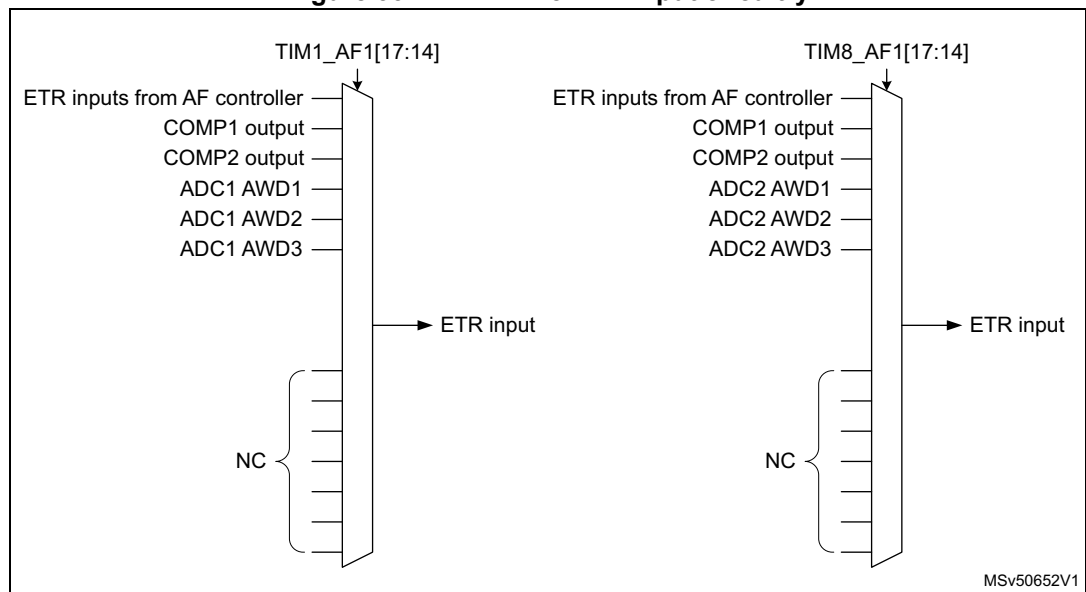 TIM1_AF1[17:14]
ETR inputs from AF controller
COMP1 output
COMP2 output
ADC1 AWD1
ADC1 AWD2
ADC1 AWD3
ETR input
NC
TIM8_AF1[17:14]
ETR inputs from AF controller
COMP1 output
COMP2 output
ADC2 AWD1
ADC2 AWD2
ADC2 AWD3
ETR input
NC
MSv50652V1